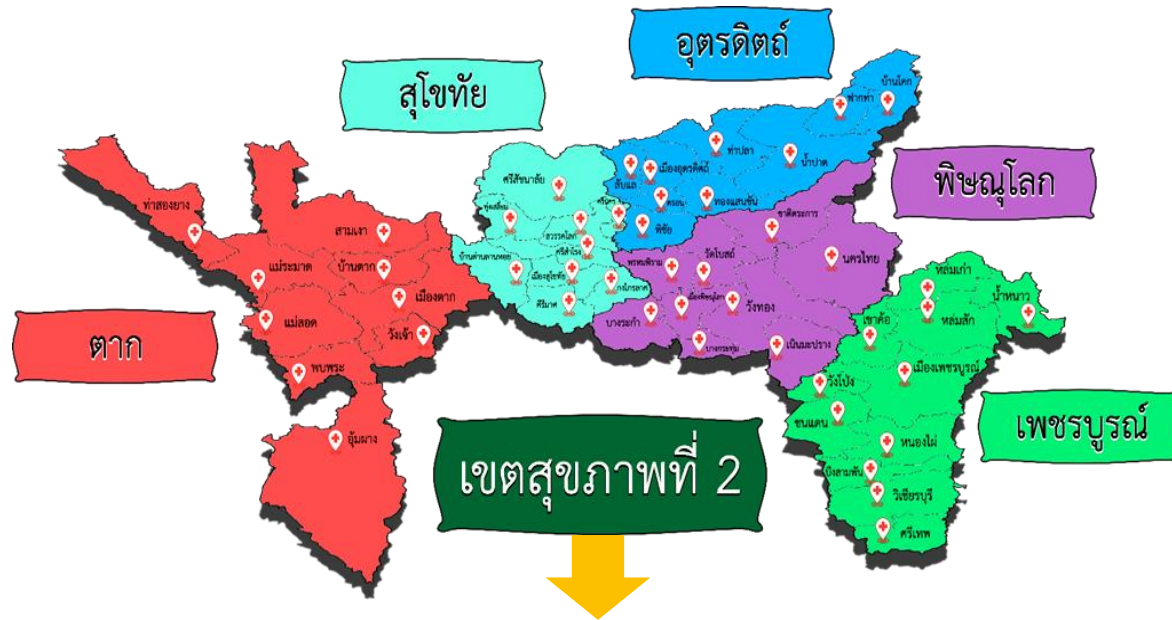 อุตรดิตถ์
สุโขทัย
พิษณุโลก
ตาก
เพชรบูรณ์
เขตสุขภาพที่ 2
ท่าสองยาง
สามเงา
แม่ระมาด
บ้านตาก
เมืองตาก
แม่สอด
วังเจ้า
พบพระ
อุ้มผาง
ศรีสัชนาลัย
ทุ่งเสลี่ยม
สวรรคโลก
ศรีนคร
ศรีสำโรง
บ้านด่านลานหอย
เมืองสุโขทัย
กงไกรลาศ
คีรีมาศ
บ้านโคก
ฟากท่า
ท่าปลา
น้ำปาด
เมืองอุตรดิตถ์
ลับแล
ตรอน
ทองแสนขัน
พิชัย
ชาติตระการ
นครไทย
พรหมพิราม
วัดโบสถ์
เมืองพิษณุโลก
วังทอง
บางระกำ
บางกระทุ่ม
เนินมะปราง
หล่มเก่า
น้ำหนาว
หล่มสัก
เขาค้อ
เมืองเพชรบูรณ์
วังโป่ง
ชนแดน
หนองไผ่
บึงสามพัน
วิเชียรบุรี
ศรีเทพ